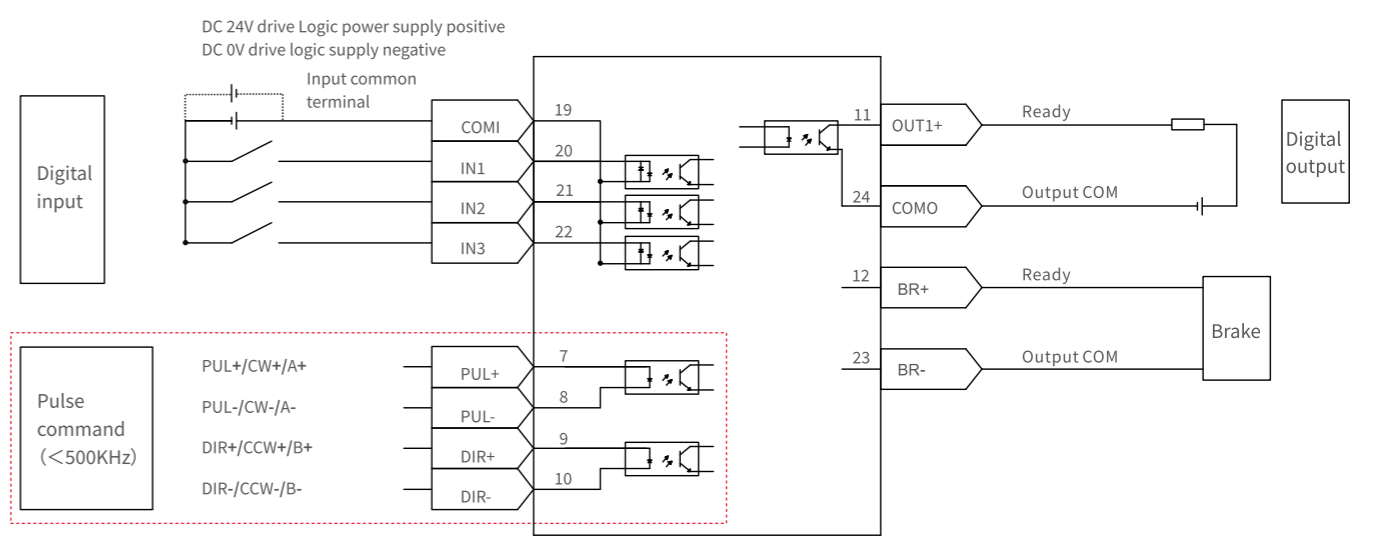 DC 24V drive Logic power supply positive
DC 0V drive logic supply negative
Input common
terminal
Digital
input
COMI
19
IN1
20
IN2
21
IN3
22
11
OUT1+
Ready
24
COMO
Output COM
Digital
output
12
BR+
Ready
23
BR-
Output COM
Brake
Pulse
command
(<500KHz)
PUL+/CW+/A+
PUL+
7
PUL-/CW-/A-
PUL-
8
DIR+/CCW+/B+
DIR+
9
DIR-/CCW-/B-
DIR-
10